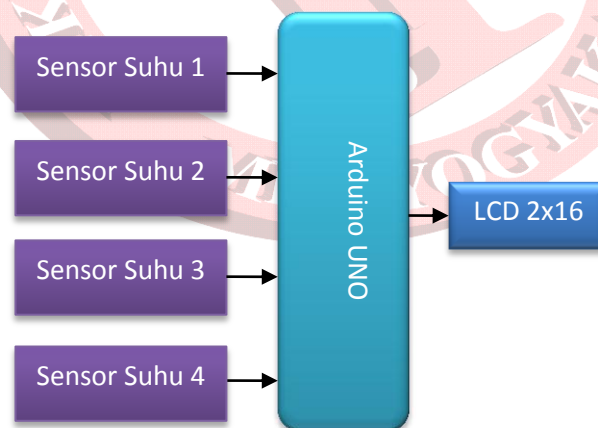 Sensor Suhu 1
Sensor Suhu 2
Sensor Suhu 3
Sensor Suhu 4
Arduino UNO
LCD 2x16